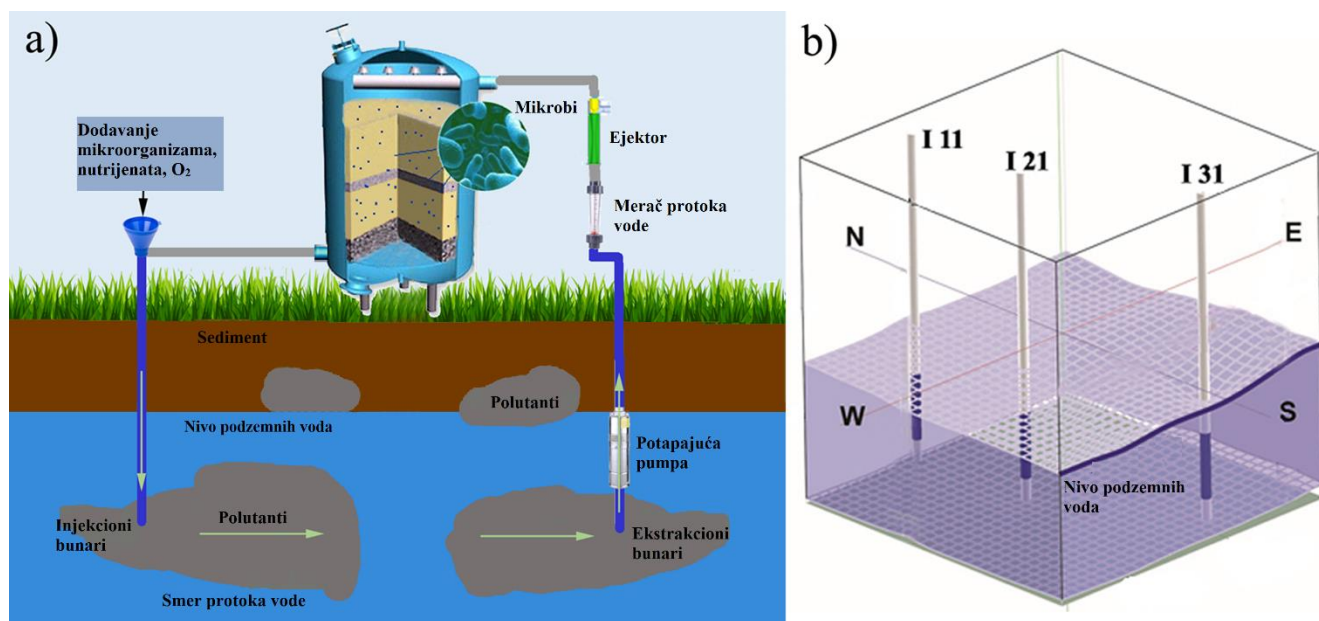 a)
Dodavanje
mikroorganizama,
nutrijenata, O₂
Mikrobi
Ejektor
Merač protoka
vode
Sediment
Polutanti
Nivo podzemnih voda
Potapajuća
pumpa
Injekcioni
bunari
Polutanti
Ekstrakcioni
bunari
Smer protoka vode
b)
I 11
I 21
I 31
N
E
W
S
Nivo podzemnih
voda